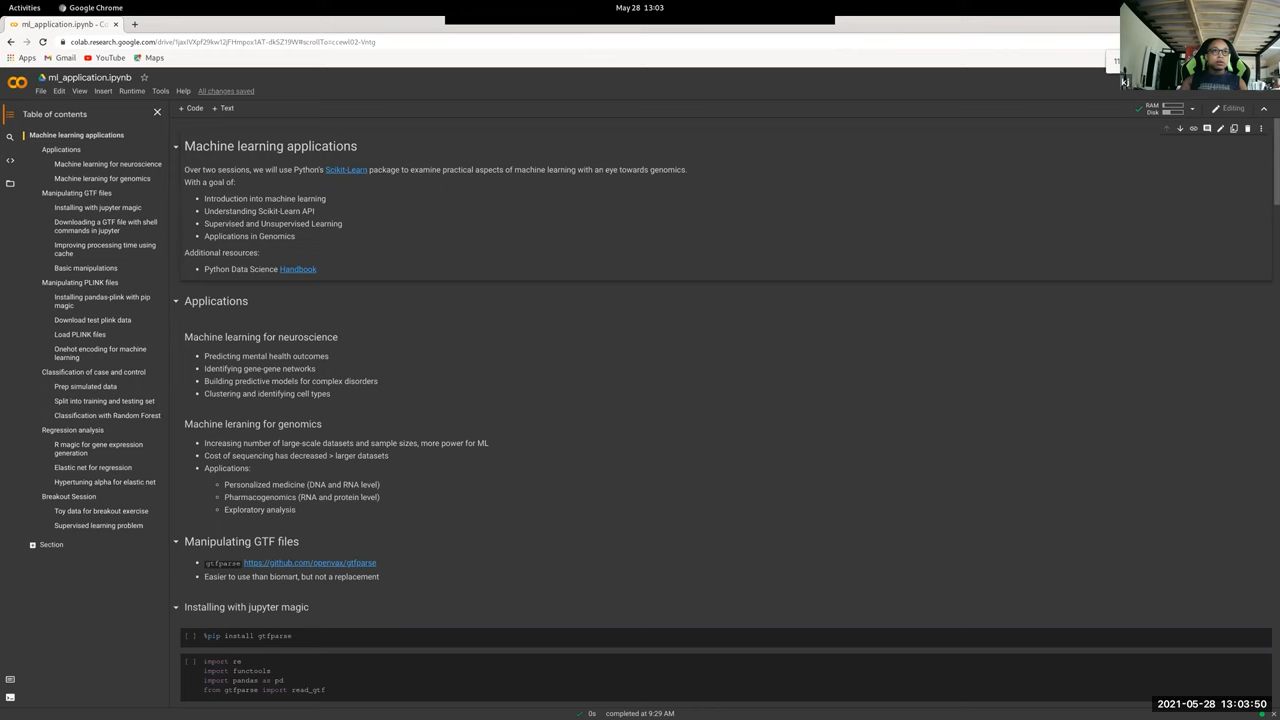 Activities
Google Chrome
May 28 13:03
ml_application.ipynb - Co
colab.research.google.com/drive/1jaxiVXpf29kw12jFHmpox1AT-dkSZ19W#scrollTo=ccewl02-Vntg
Apps
Gmail
YouTube
Maps
ml_application.ipynb
File Edit View Insert Runtime Tools Help All changes saved
Table of contents
Machine learning applications
Applications
Machine learning for neuroscience
Machine leraning for genomics
Manipulating GTF files
Installing with jupyter magic
Downloading a GTF file with shell
commands in jupyter
Improving processing time using
cache
Basic manipulations
Manipulating PLINK files
Installing pandas-plink with pip
magic
Download test plink data
Load PLINK files
Onehot encoding for machine
learning
Classification of case and control
Prep simulated data
Split into training and testing set
Classification with Random Forest
Regression analysis
R magic for gene expression
generation
Elastic net for regression
Hypertuning alpha for elastic net
Breakout Session
Toy data for breakout exercise
Supervised learning problem
Section
+ Code + Text
RAM
Disk
Editing
Machine learning applications
Over two sessions, we will use Python's Scikit-Learn package to examine practical aspects of machine learning with an eye towards genomics.
With a goal of:
• Introduction into machine learning
• Understanding Scikit-Learn API
• Supervised and Unsupervised Learning
• Applications in Genomics
Additional resources:
• Python Data Science Handbook
Applications
Machine learning for neuroscience
• Predicting mental health outcomes
• Identifying gene-gene networks
• Building predictive models for complex disorders
• Clustering and identifying cell types
Machine leraning for genomics
• Increasing number of large-scale datasets and sample sizes, more power for ML
• Cost of sequencing has decreased > larger datasets
• Applications:
◦ Personalized medicine (DNA and RNA level)
◦ Pharmacogenomics (RNA and protein level)
◦ Exploratory analysis
Manipulating GTF files
• gtfparse https://github.com/openvax/gtfparse
• Easier to use than biomart, but not a replacement
Installing with jupyter magic
[ ] %pip install gtfparse
[ ] import re
import functools
import pandas as pd
from gtfparse import read_gtf
0s completed at 9:29 AM
2021-05-28 13:03:50